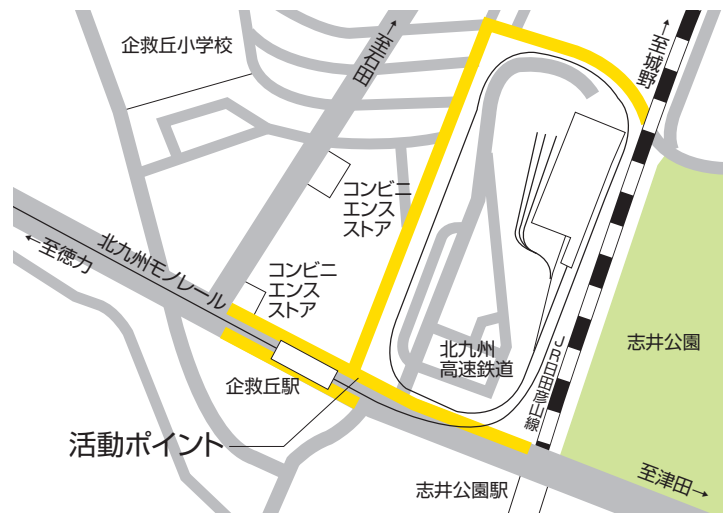 企救丘小学校
↑至石田
↑至城野
コンビニ
エンス
ストア
北九州モノレール
←至徳力
コンビニ
エンス
ストア
北九州
高速鉄道
JR日田彦山線
志井公園
企救丘駅
活動ポイント
志井公園駅
至津田→